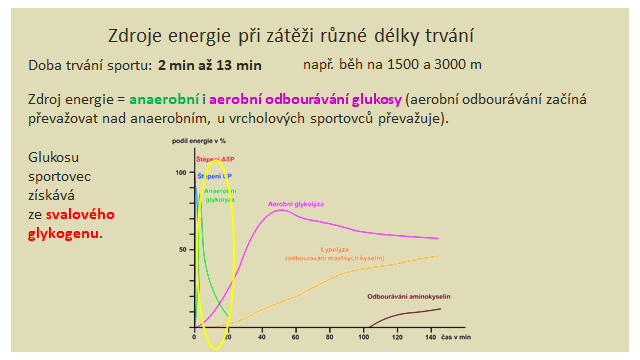 Zdroje energie při zátěži různé délky trvání
Doba trvání sportu: 2 min až 13 min
např. běh na 1500 a 3000 m
Zdroj energie = anaerobní i aerobní odbourávání glukosy (aerobní odbourávání začíná
převažovat nad anaerobním, u vrcholových sportovců převažuje).
Glukosu
sportovec
získává
ze svalového
glykogenu.
podíl energie v %
100
50
Štěpení ATP
Štěpení CP
Anaerobní
glykolýza
Aerobní glykolýza
Lypolýza
(odbourávání mastných kyselin)
Odbourávání aminokyselin
0 20 40 60 80 100 120 140 čas v min